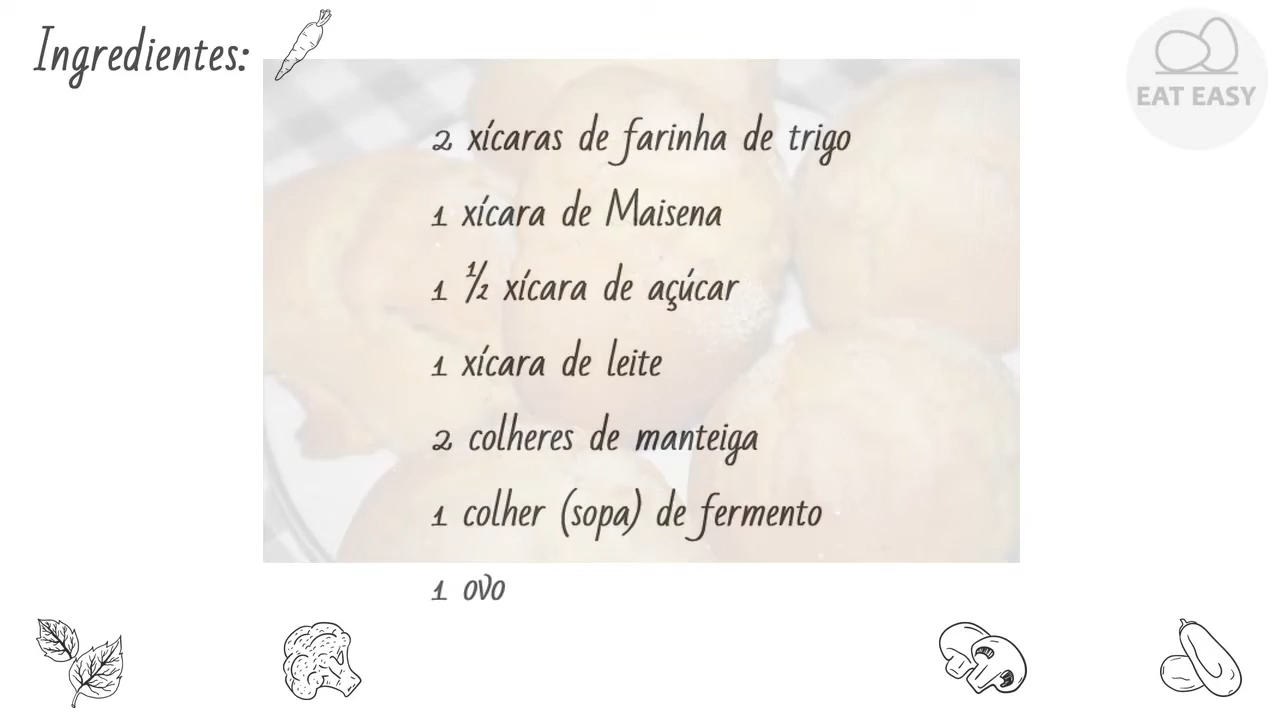 Ingredientes:
EAT EASY
2 xícaras de farinha de trigo
1 xícara de Maisena
1 ½ xícara de açúcar
1 xícara de leite
2 colheres de manteiga
1 colher (sopa) de fermento
1 ovo